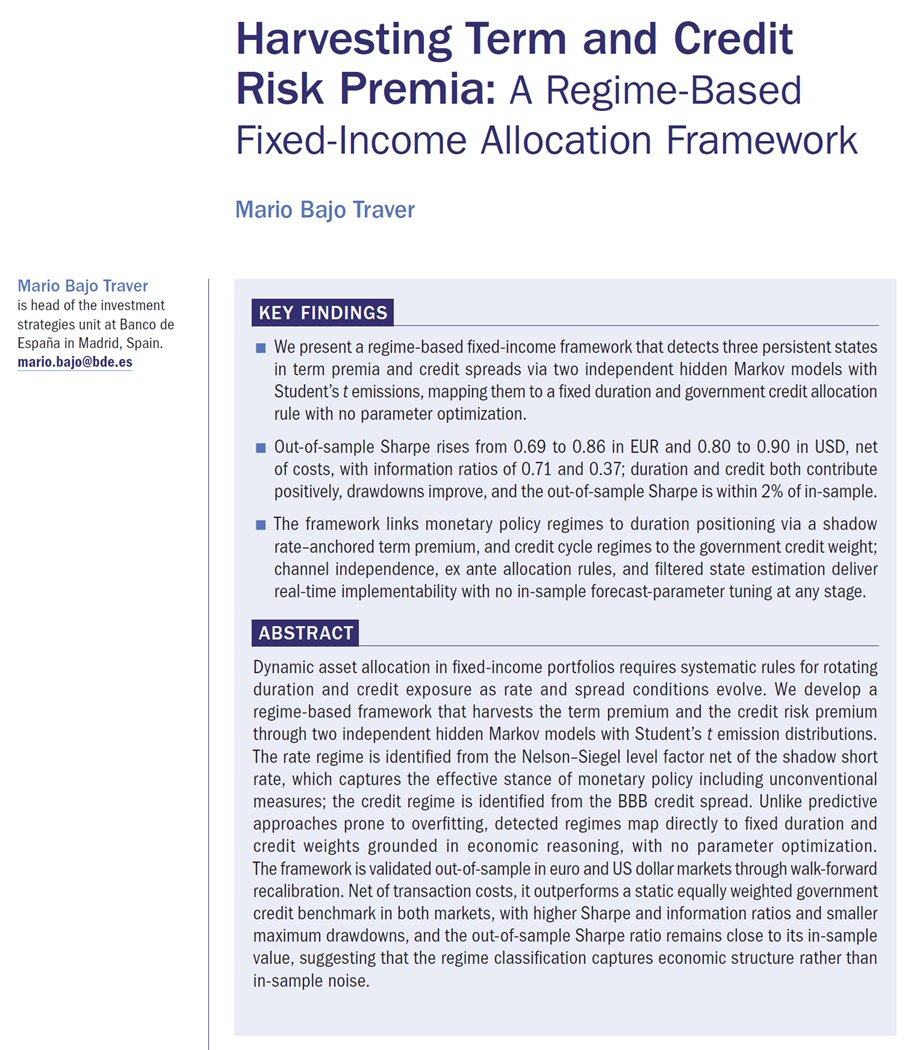 Harvesting Term and Credit
Risk Premia: A Regime-Based
Fixed-Income Allocation Framework
Mario Bajo Traver
Mario Bajo Traver
is head of the investment
strategies unit at Banco de
España in Madrid, Spain.
mario.bajo@bde.es
KEY FINDINGS
■ We present a regime-based fixed-income framework that detects three persistent states
in term premia and credit spreads via two independent hidden Markov models with
Student's t emissions, mapping them to a fixed duration and government credit allocation
rule with no parameter optimization.
■ Out-of-sample Sharpe rises from 0.69 to 0.86 in EUR and 0.80 to 0.90 in USD, net
of costs, with information ratios of 0.71 and 0.37; duration and credit both contribute
positively, drawdowns improve, and the out-of-sample Sharpe is within 2% of in-sample.
■ The framework links monetary policy regimes to duration positioning via a shadow
rate–anchored term premium, and credit cycle regimes to the government credit weight;
channel independence, ex ante allocation rules, and filtered state estimation deliver
real-time implementability with no in-sample forecast-parameter tuning at any stage.
ABSTRACT
Dynamic asset allocation in fixed-income portfolios requires systematic rules for rotating
duration and credit exposure as rate and spread conditions evolve. We develop a
regime-based framework that harvests the term premium and the credit risk premium
through two independent hidden Markov models with Student's t emission distributions.
The rate regime is identified from the Nelson–Siegel level factor net of the shadow short
rate, which captures the effective stance of monetary policy including unconventional
measures; the credit regime is identified from the BBB credit spread. Unlike predictive
approaches prone to overfitting, detected regimes map directly to fixed duration and
credit weights grounded in economic reasoning, with no parameter optimization.
The framework is validated out-of-sample in euro and US dollar markets through walk-forward
recalibration. Net of transaction costs, it outperforms a static equally weighted government
credit benchmark in both markets, with higher Sharpe and information ratios and smaller
maximum drawdowns, and the out-of-sample Sharpe ratio remains close to its in-sample
value, suggesting that the regime classification captures economic structure rather than
in-sample noise.